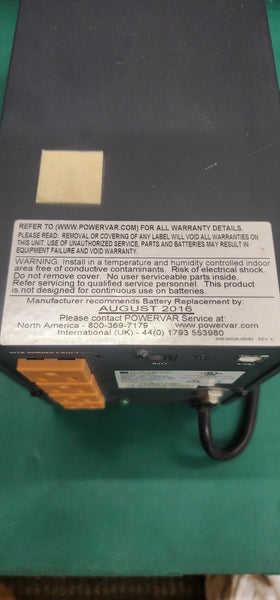 REFER TO (WWW.POWERVAR.COM) FOR ALL WARRANTY DETAILS.
PLEASE READ: REMOVAL OR COVERING OF ANY LABEL WILL VOID ALL WARRANTIES ON
THIS UNIT. USE OF UNAUTHORIZED SERVICE, PARTS AND BATTERIES MAY RESULT IN
EQUIPMENT FAILURE AND VOID WARRANTY.
WARNING: Install in a temperature and humidity controlled indoor
area free of conductive contaminants. Risk of electrical shock.
Do not remove cover. No user serviceable parts inside.
Refer servicing to qualified service personnel. This product
is not designed for continuous use on batteries.
Manufacturer recommends Battery Replacement by:
AUGUST 2016
Please contact POWERVAR Service at:
North America - 800-369-7179 www.powervar.com
International (UK) - 44(0) 1793 553980
SITE WIRING FAULT